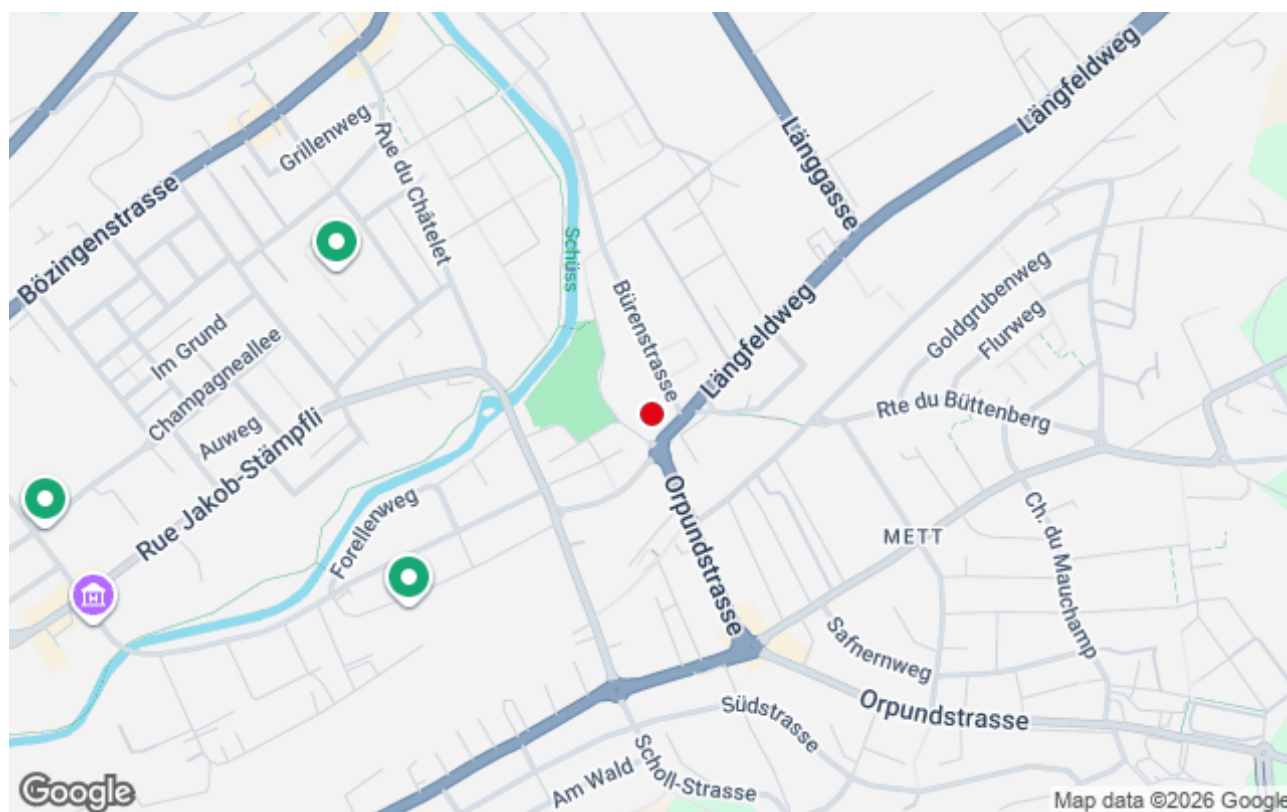 Längfeldweg
Länggasse
Grillenweg
Rue du Châtelet
Bözingenstrasse
Schüss
Bürenstrasse
Längfeldweg
Goldgrubenweg
Flurweg
Im Grund
Champagneallee
Auweg
Rte du Büttenberg
Rue Jakob-Stämpfli
Forellenweg
Orpundstrasse
METT
Ch. du Mauchamp
Safnernweg
Südstrasse
Orpundstrasse
Am Wald
Scholl-Strasse
Google
Map data ©2026 Google